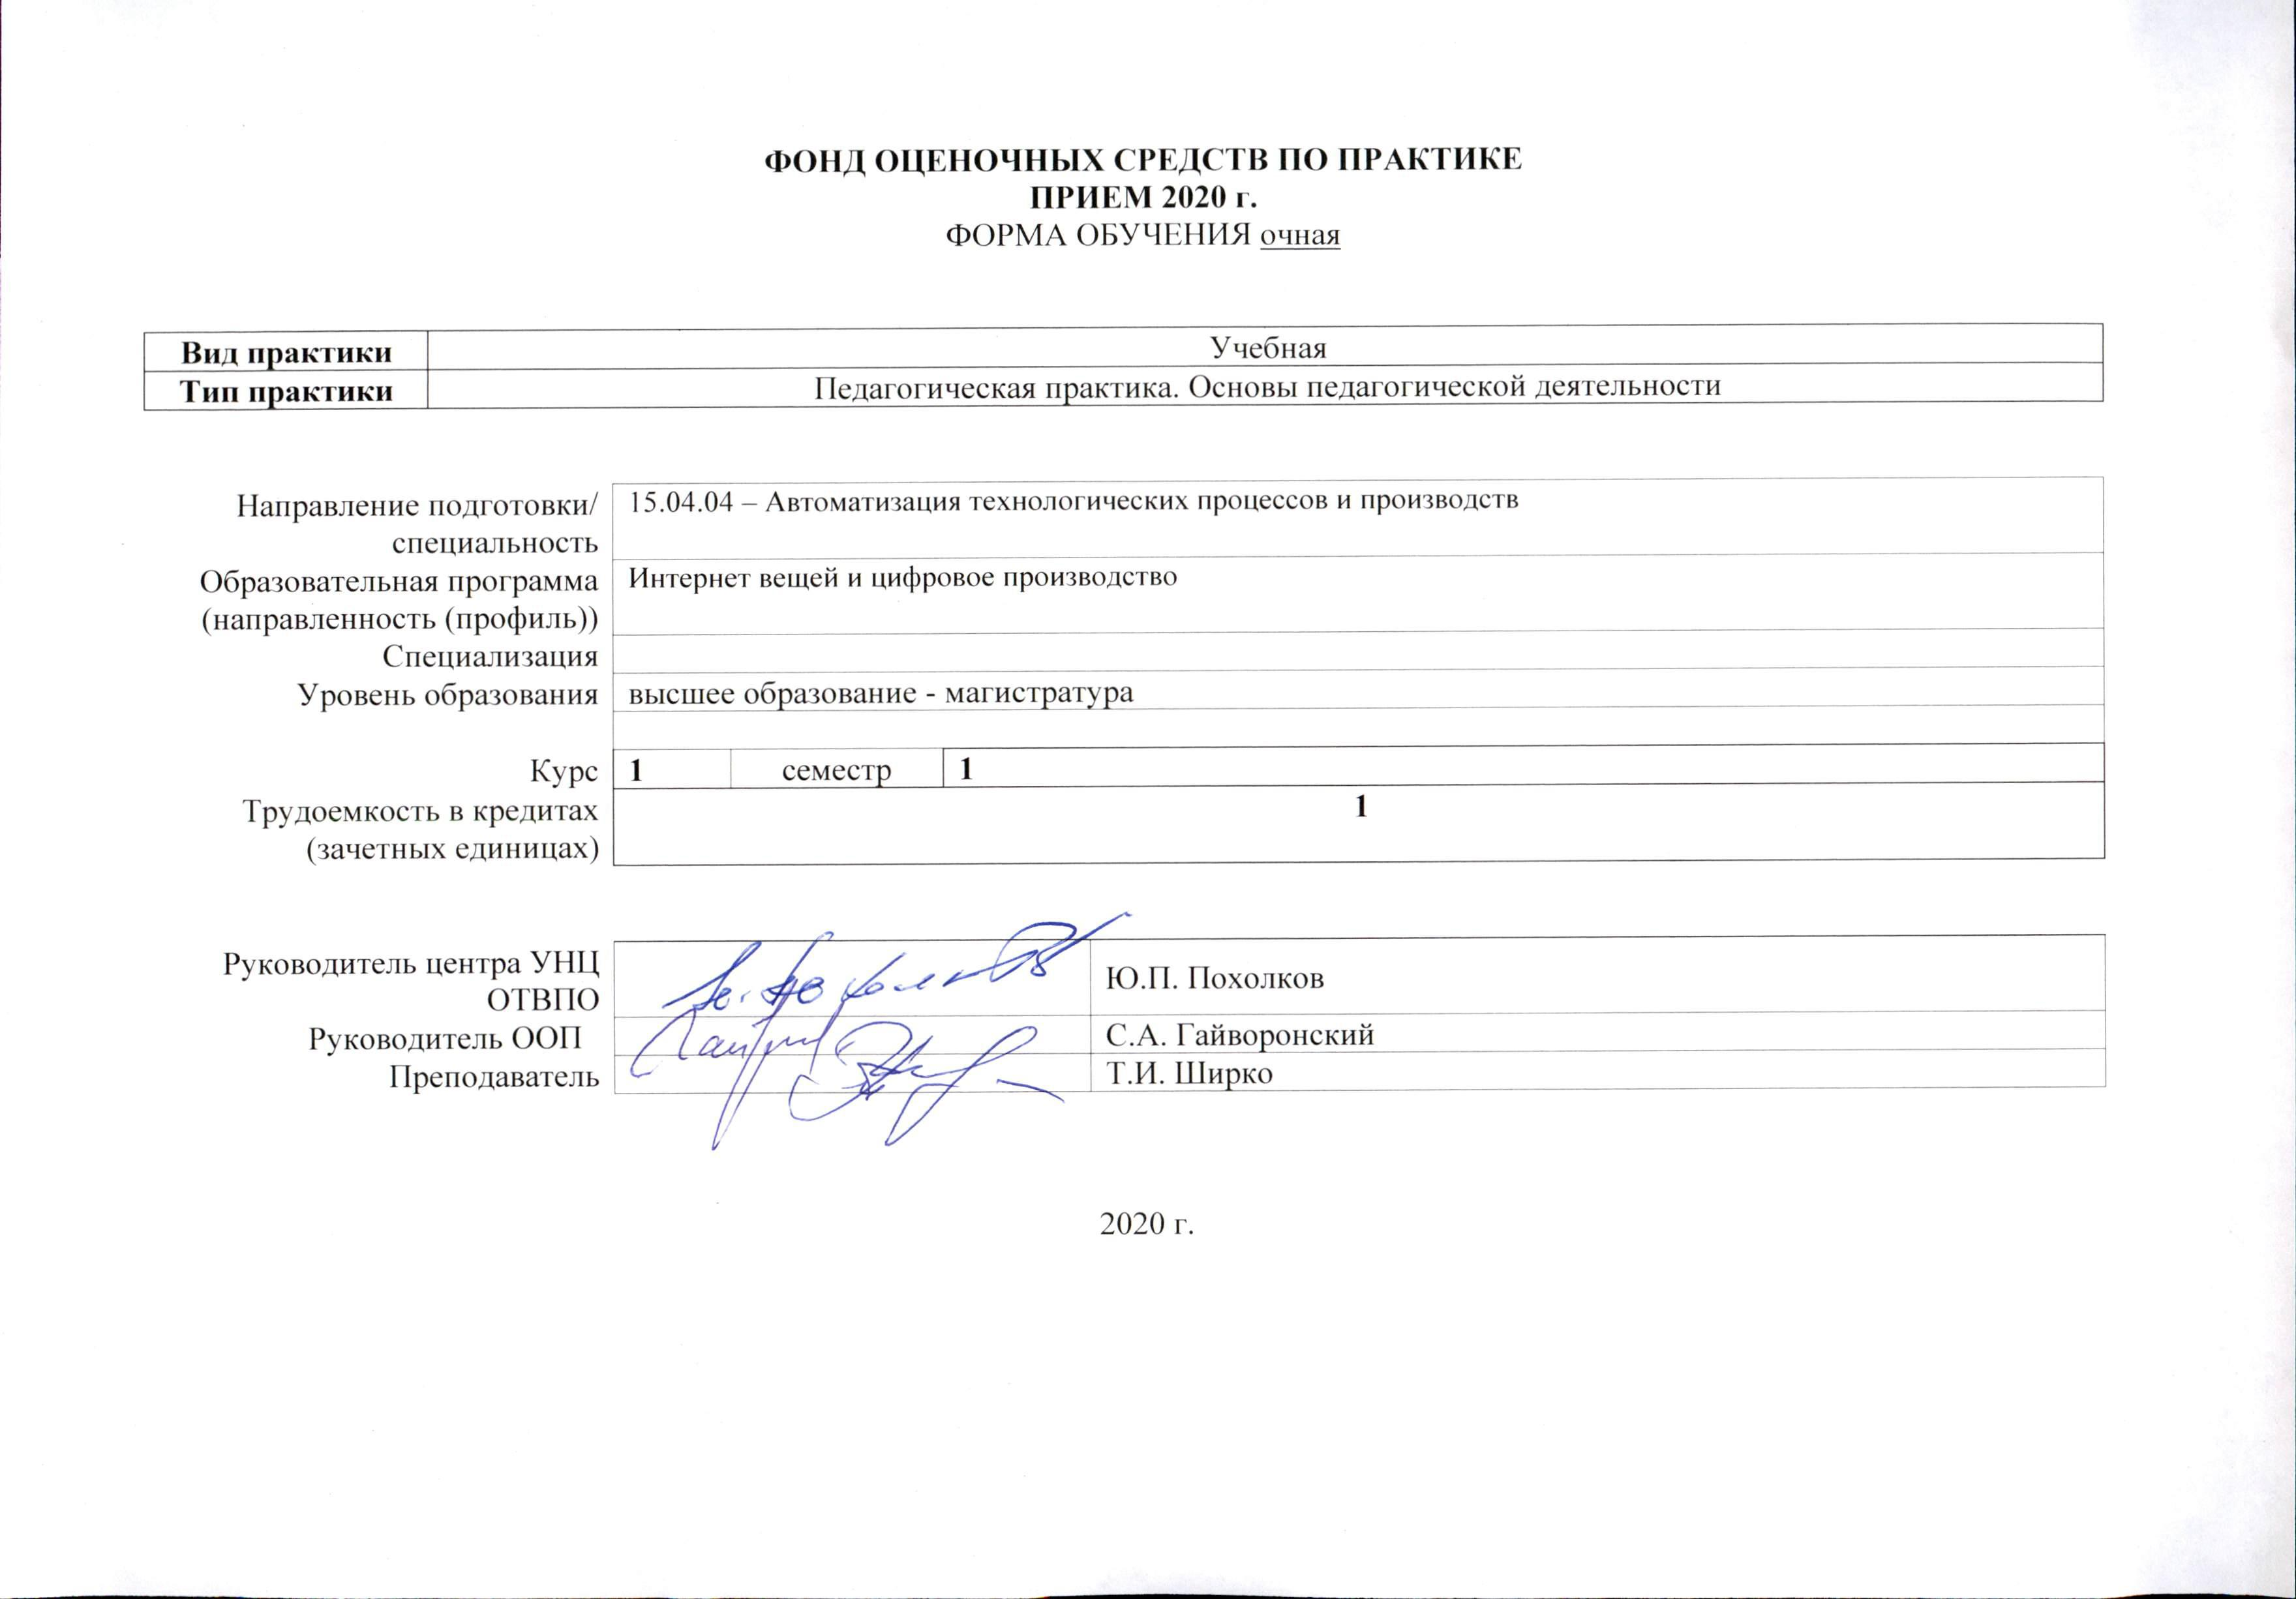 ФОНД ОЦЕНОЧНЫХ СРЕДСТВ ПО ПРАКТИКЕ
ПРИЕМ 2020 г.
ФОРМА ОБУЧЕНИЯ очная
Вид практики Учебная
Тип практики Педагогическая практика. Основы педагогической деятельности
Направление подготовки/ 15.04.04 – Автоматизация технологических процессов и производств
специальность
Образовательная программа Интернет вещей и цифровое производство
(направленность (профиль))
Специализация
Уровень образования высшее образование - магистратура
Курс 1 семестр 1
Трудоемкость в кредитах 1
(зачетных единицах)
Руководитель центра УНЦ Ю.П. Похолков
ОТВПО
Руководитель ООП С.А. Гайворонский
Преподаватель Т.И. Ширко
2020 г.